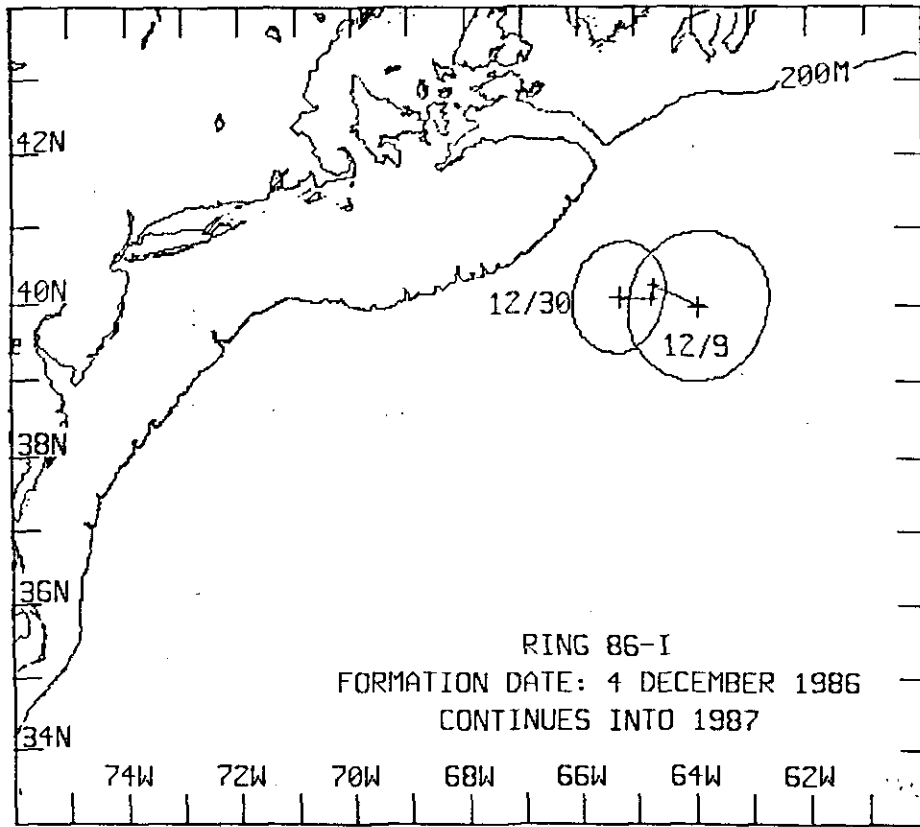 200M
42N
40N
12/30
12/9
38N
36N
RING 86-I
FORMATION DATE: 4 DECEMBER 1986
CONTINUES INTO 1987
34N
74W 72W 70W 68W 66W 64W 62W